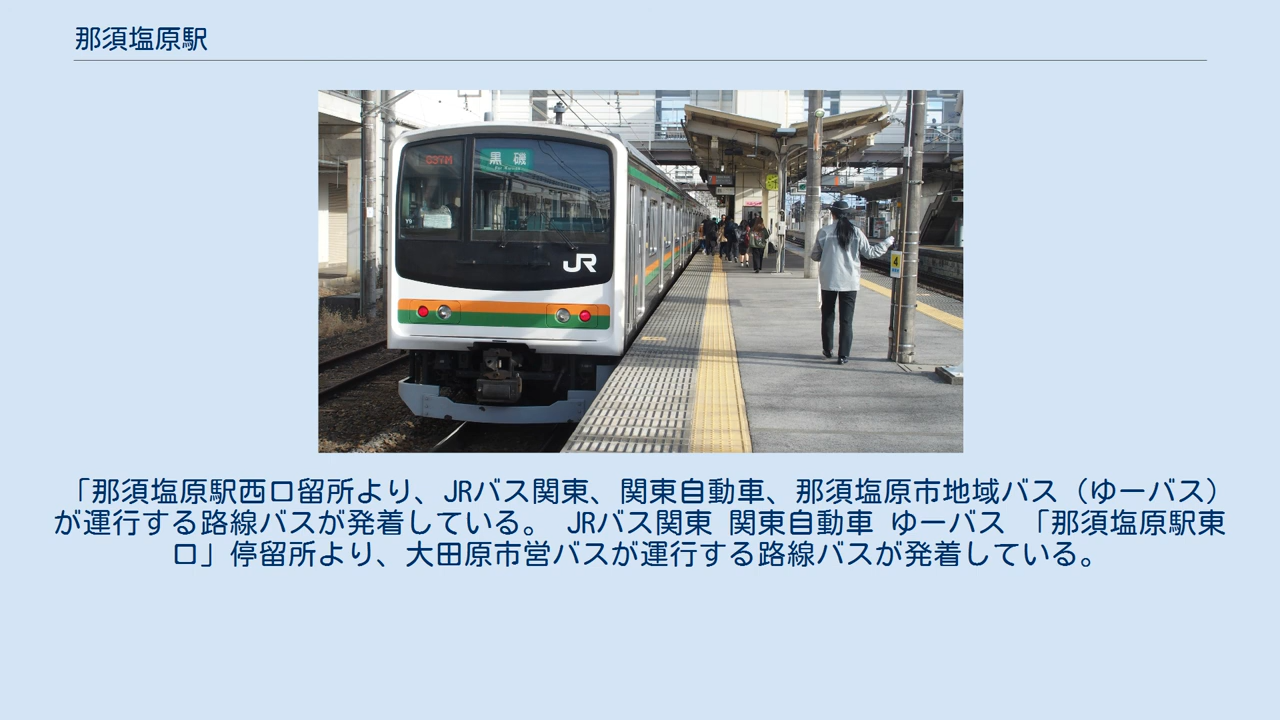 那須塩原駅
837M
黒磯
JR
4
「那須塩原駅西口留所より、JRバス関東、関東自動車、那須塩原市地域バス（ゆーバス）
が運行する路線バスが発着している。 JRバス関東 関東自動車 ゆーバス 「那須塩原駅東
口」停留所より、大田原市営バスが運行する路線バスが発着している。